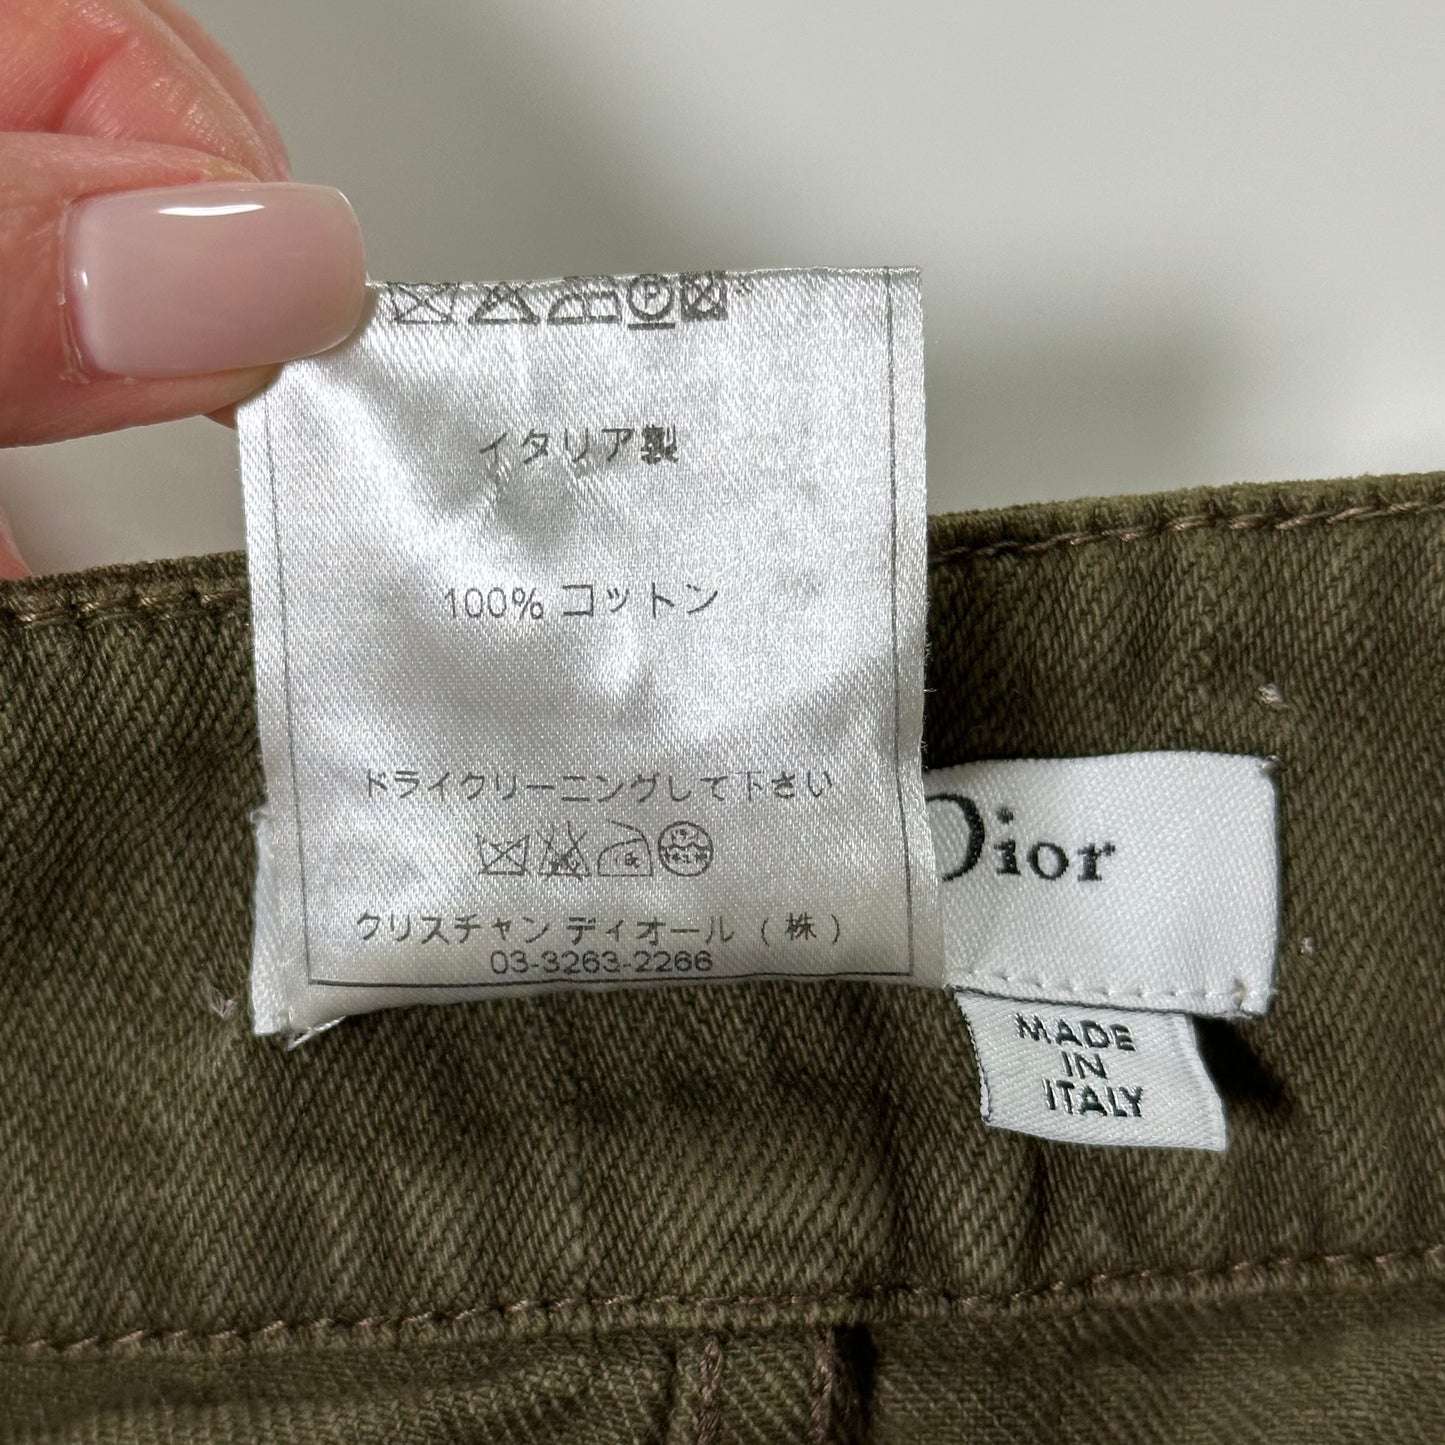 P
イタリア製
100% コットン
ドライクリーニングして下さい
クリスチャン ディオール (株)
03-3263-2266
Dior
MADE
IN
ITALY